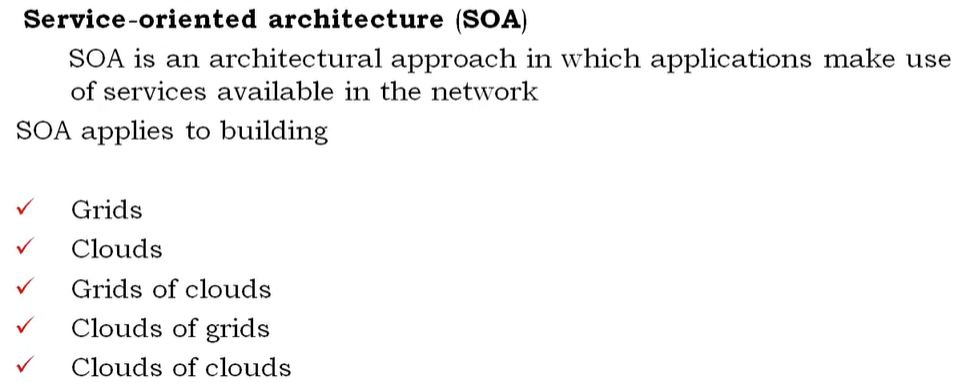 Service-oriented architecture (SOA)
SOA is an architectural approach in which applications make use
of services available in the network
SOA applies to building
✓ Grids
✓ Clouds
✓ Grids of clouds
✓ Clouds of grids
✓ Clouds of clouds